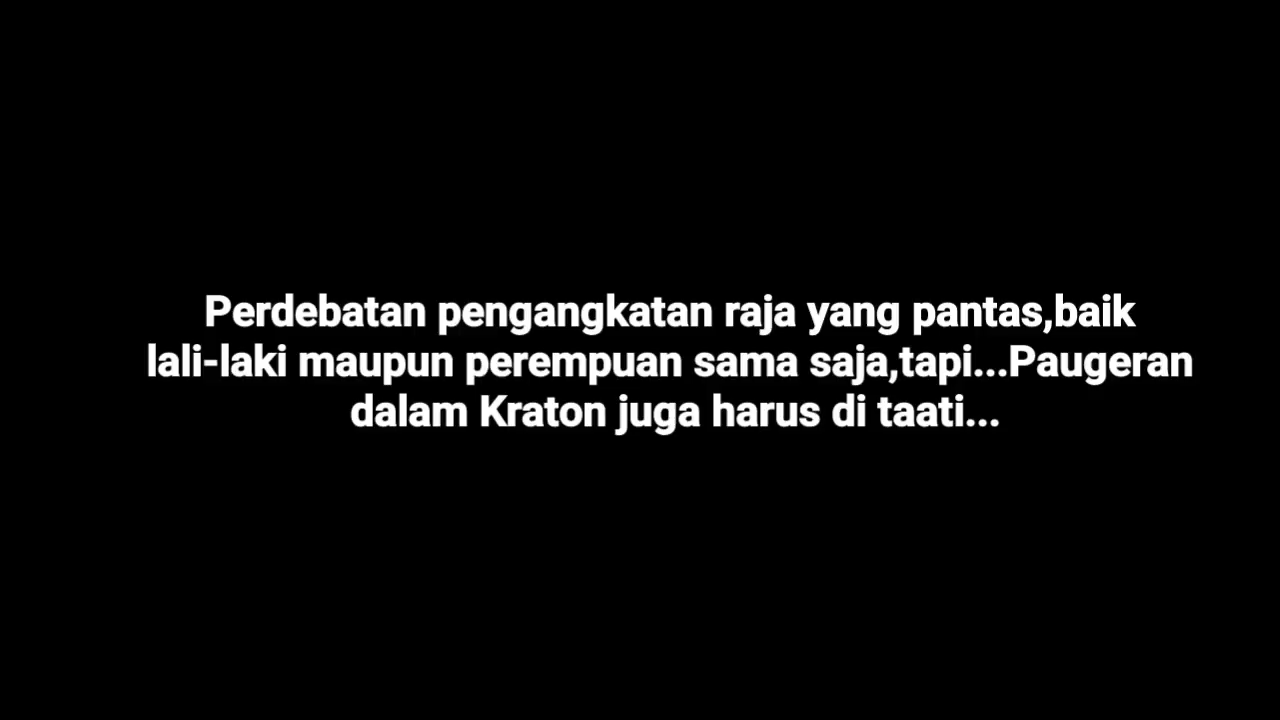 Perdebatan pengangkatan raja yang pantas,baik
lali-laki maupun perempuan sama saja,tapi...Paugeran
dalam Kraton juga harus di taati...